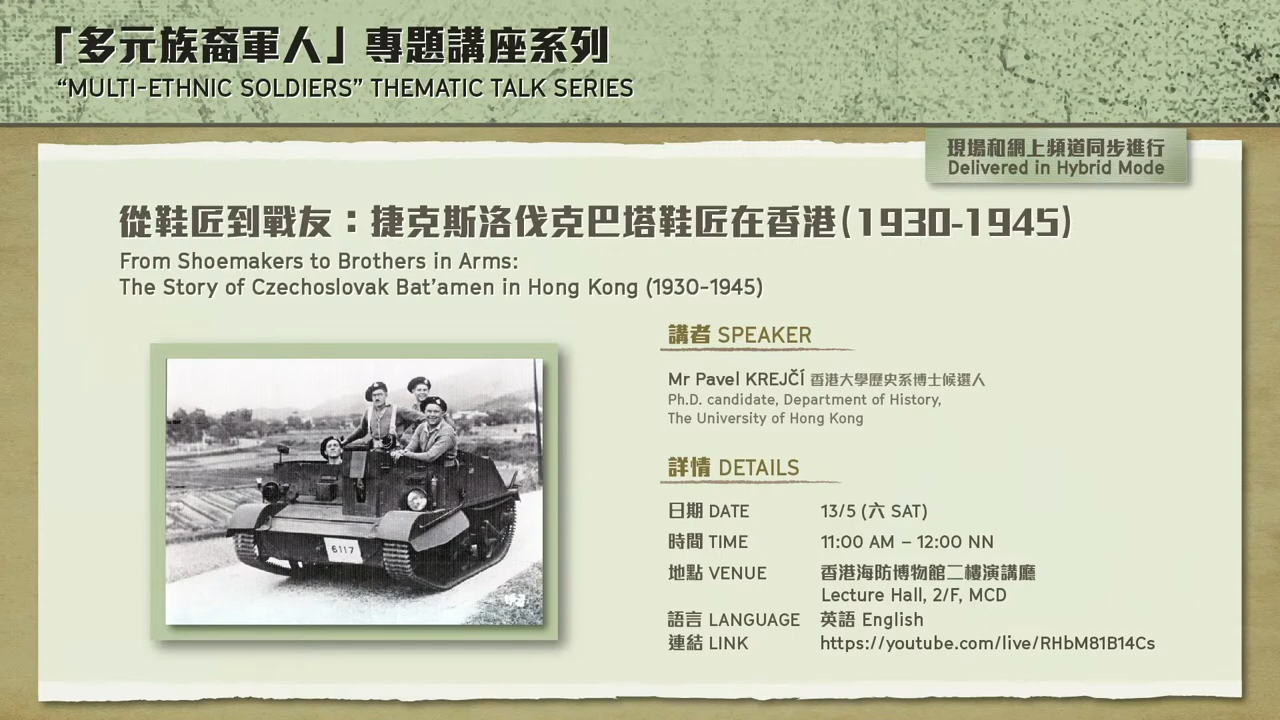 「多元族裔軍人」專題講座系列
“MULTI-ETHNIC SOLDIERS” THEMATIC TALK SERIES
現場和網上頻道同步進行
Delivered in Hybrid Mode
從鞋匠到戰友：捷克斯洛伐克巴塔鞋匠在香港(1930-1945)
From Shoemakers to Brothers in Arms:
The Story of Czechoslovak Bat’amen in Hong Kong (1930-1945)
6117
講者 SPEAKER
Mr Pavel KREJČÍ 香港大學歷史系博士候選人
Ph.D. candidate, Department of History,
The University of Hong Kong
詳情 DETAILS
日期 DATE 13/5 (六 SAT)
時間 TIME 11:00 AM – 12:00 NN
地點 VENUE 香港海防博物館二樓演講廳
Lecture Hall, 2/F, MCD
語言 LANGUAGE 英語 English
連結 LINK https://youtube.com/live/RHbM81B14Cs